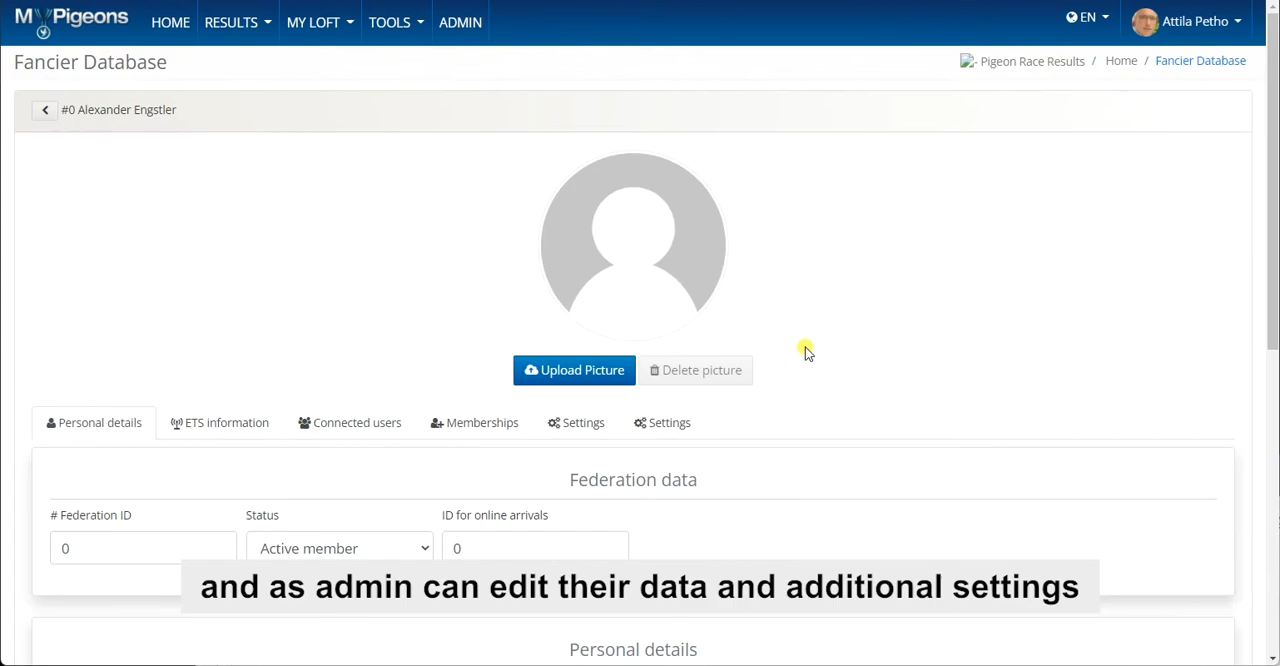 MyPigeons HOME RESULTS MY LOFT TOOLS ADMIN EN Attila Petho
Fancier Database
- Pigeon Race Results / Home / Fancier Database
#0 Alexander Engstler
Upload Picture Delete picture
Personal details ETS information Connected users Memberships Settings Settings
Federation data
# Federation ID Status ID for online arrivals
0 Active member 0
and as admin can edit their data and additional settings
Personal details